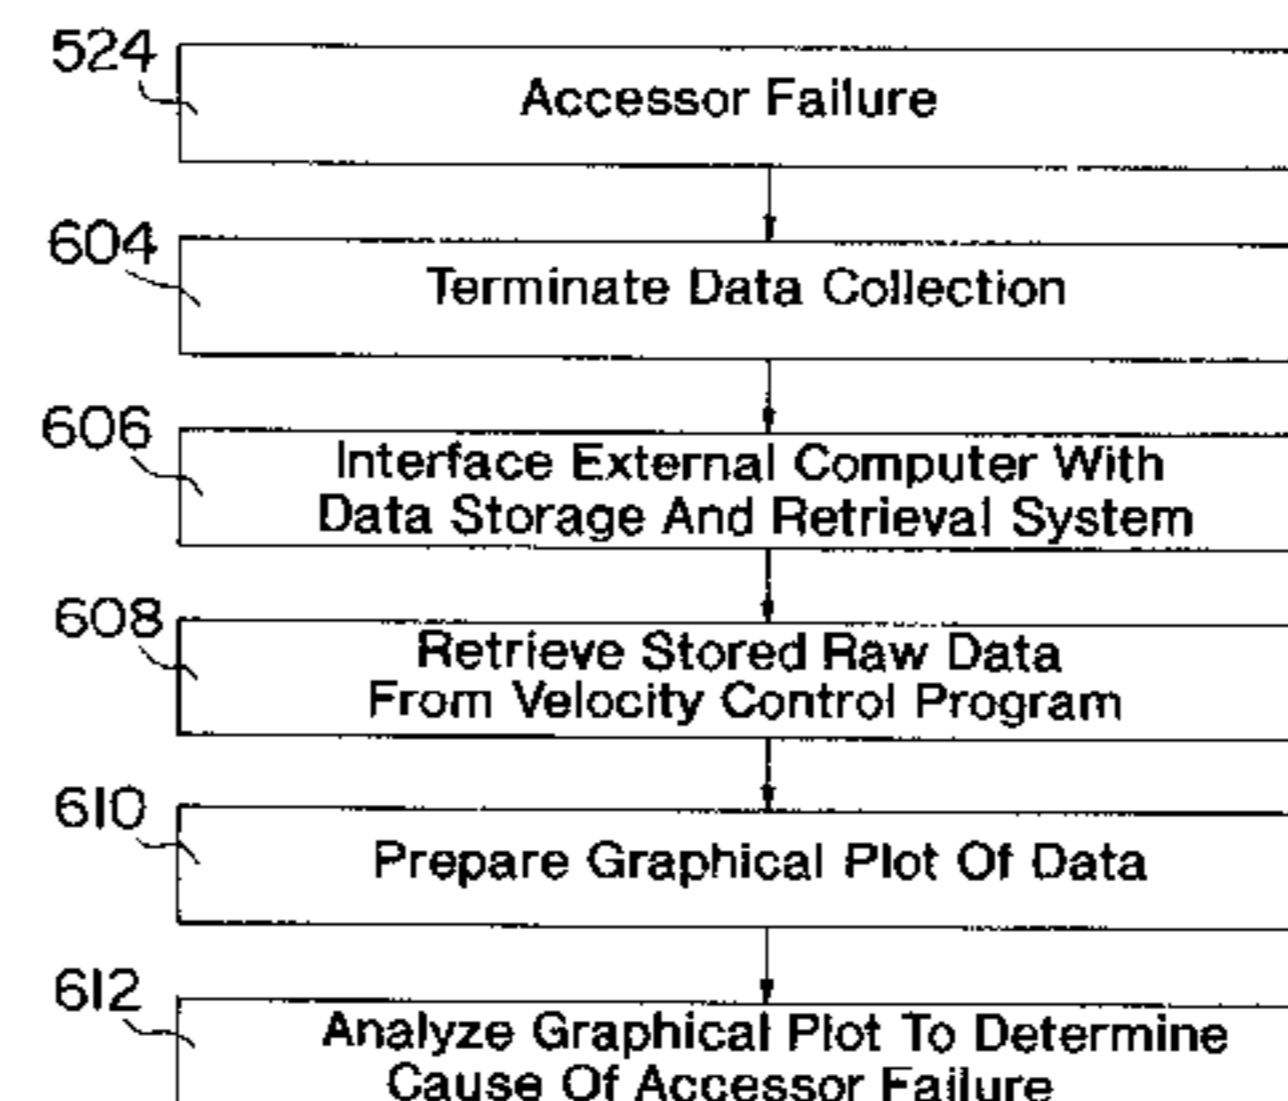 524
Accessor Failure
604
Terminate Data Collection
606
Interface External Computer With
Data Storage And Retrieval System
608
Retrieve Stored Raw Data
From Velocity Control Program
610
Prepare Graphical Plot Of Data
612
Analyze Graphical Plot To Determine
Cause Of Accessor Failure